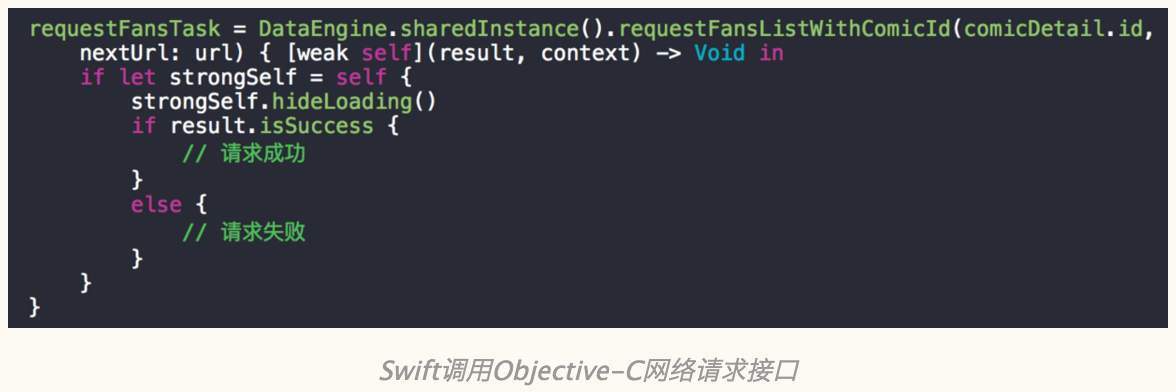 requestFansTask = DataEngine.sharedInstance().requestFansListWithComicId(comicDetail.id,
    nextUrl: url) { [weak self](result, context) -> Void in
    if let strongSelf = self {
        strongSelf.hideLoading()
        if result.isSuccess {
            // 请求成功
        }
        else {
            // 请求失败
        }
    }
}
Swift调用Objective-C网络请求接口